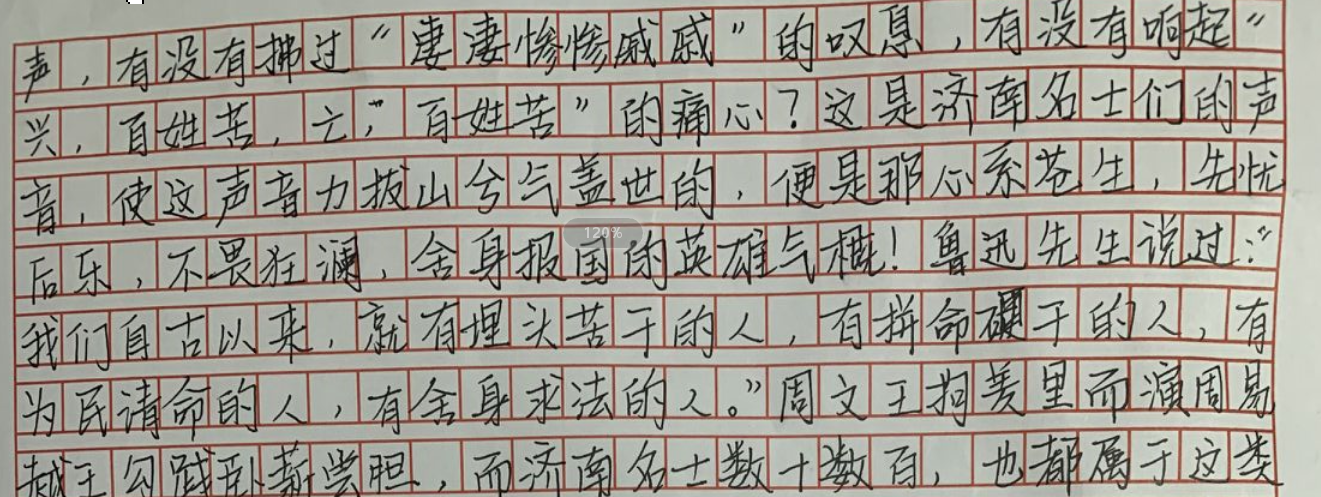 声，有没有拂过“凄凄惨惨戚戚”的叹息，有没有响起“
兴，百姓苦，亡，“百姓苦”的痛心？这是济南名士们的声
音，使这声音力拔山兮气盖世的，便是那心系苍生，先忧
后乐，不畏狂澜，舍身报国的英雄气概！鲁迅先生说过：“
120%
我们自古以来，就有埋头苦干的人，有拼命硬干的人，有
为民请命的人，有舍身求法的人。”周文王拘羑里而演周易
越王勾践卧薪尝胆，而济南名士数十数百，也都属于这类